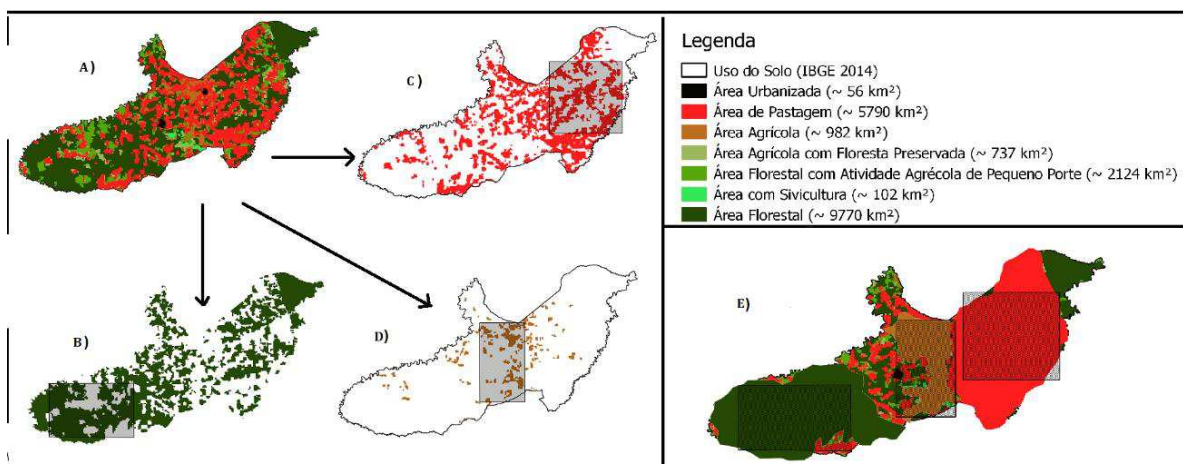 A)
C)
B)
D)
Legenda
Uso do Solo (IBGE 2014)
Área Urbanizada (~ 56 km²)
Área de Pastagem (~ 5790 km²)
Área Agrícola (~ 982 km²)
Área Agrícola com Floresta Preservada (~ 737 km²)
Área Florestal com Atividade Agrécola de Pequeno Porte (~ 2124 km²)
Área com Sivicultura (~ 102 km²)
Área Florestal (~ 9770 km²)
E)